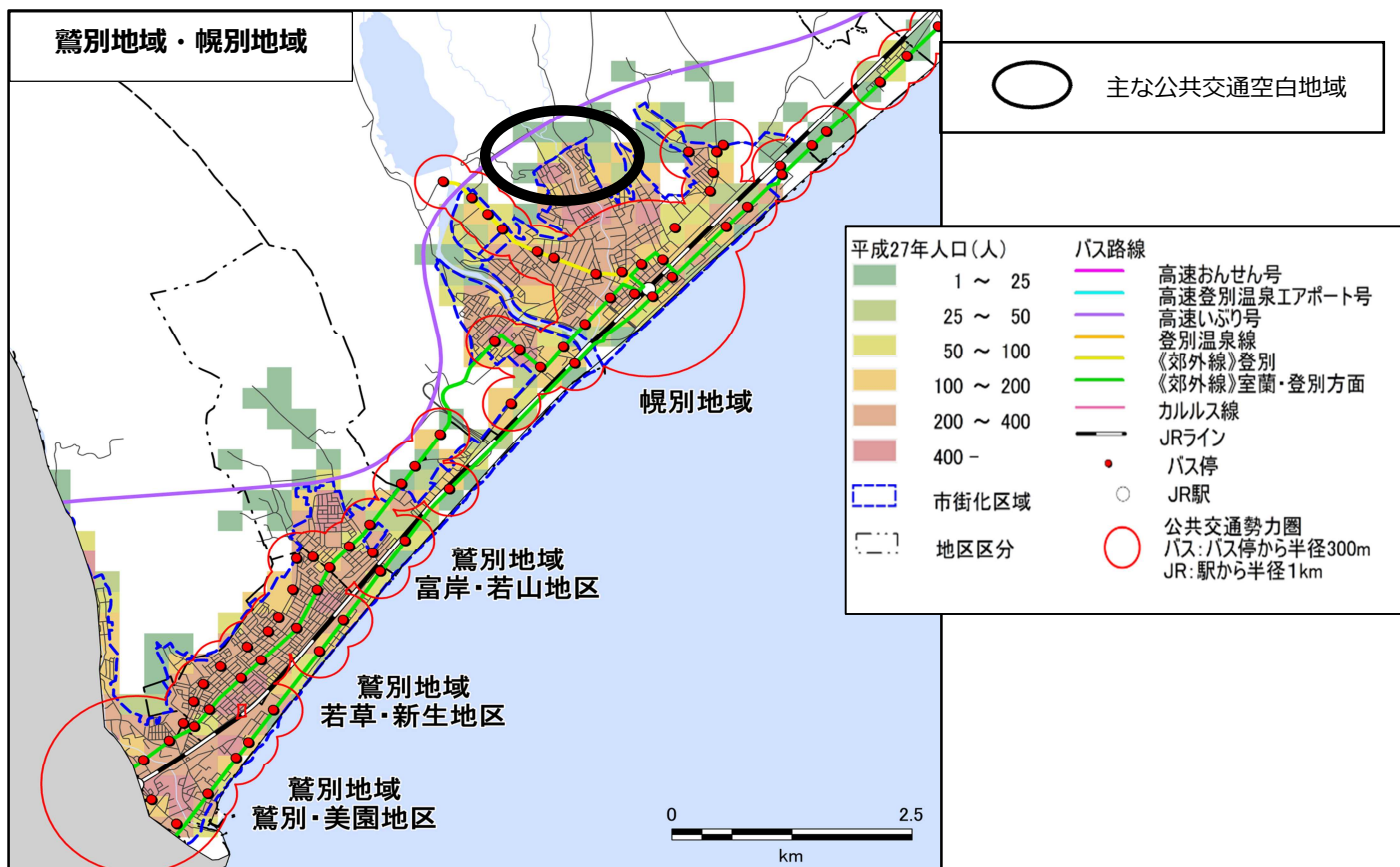 鷲別地域・幌別地域
主な公共交通空白地域
平成27年人口(人)
1 ～ 25
25 ～ 50
50 ～ 100
100 ～ 200
200 ～ 400
400 -
市街化区域
地区区分
バス路線
高速おんせん号
高速登別温泉エアポート号
高速いぶり号
登別温泉線
《郊外線》登別
《郊外線》室蘭・登別方面
カルルス線
JRライン
バス停
JR駅
公共交通勢力圏
バス:バス停から半径300m
JR:駅から半径1km
幌別地域
鷲別地域
富岸・若山地区
鷲別地域
若草・新生地区
鷲別地域
鷲別・美園地区
0 2.5
km